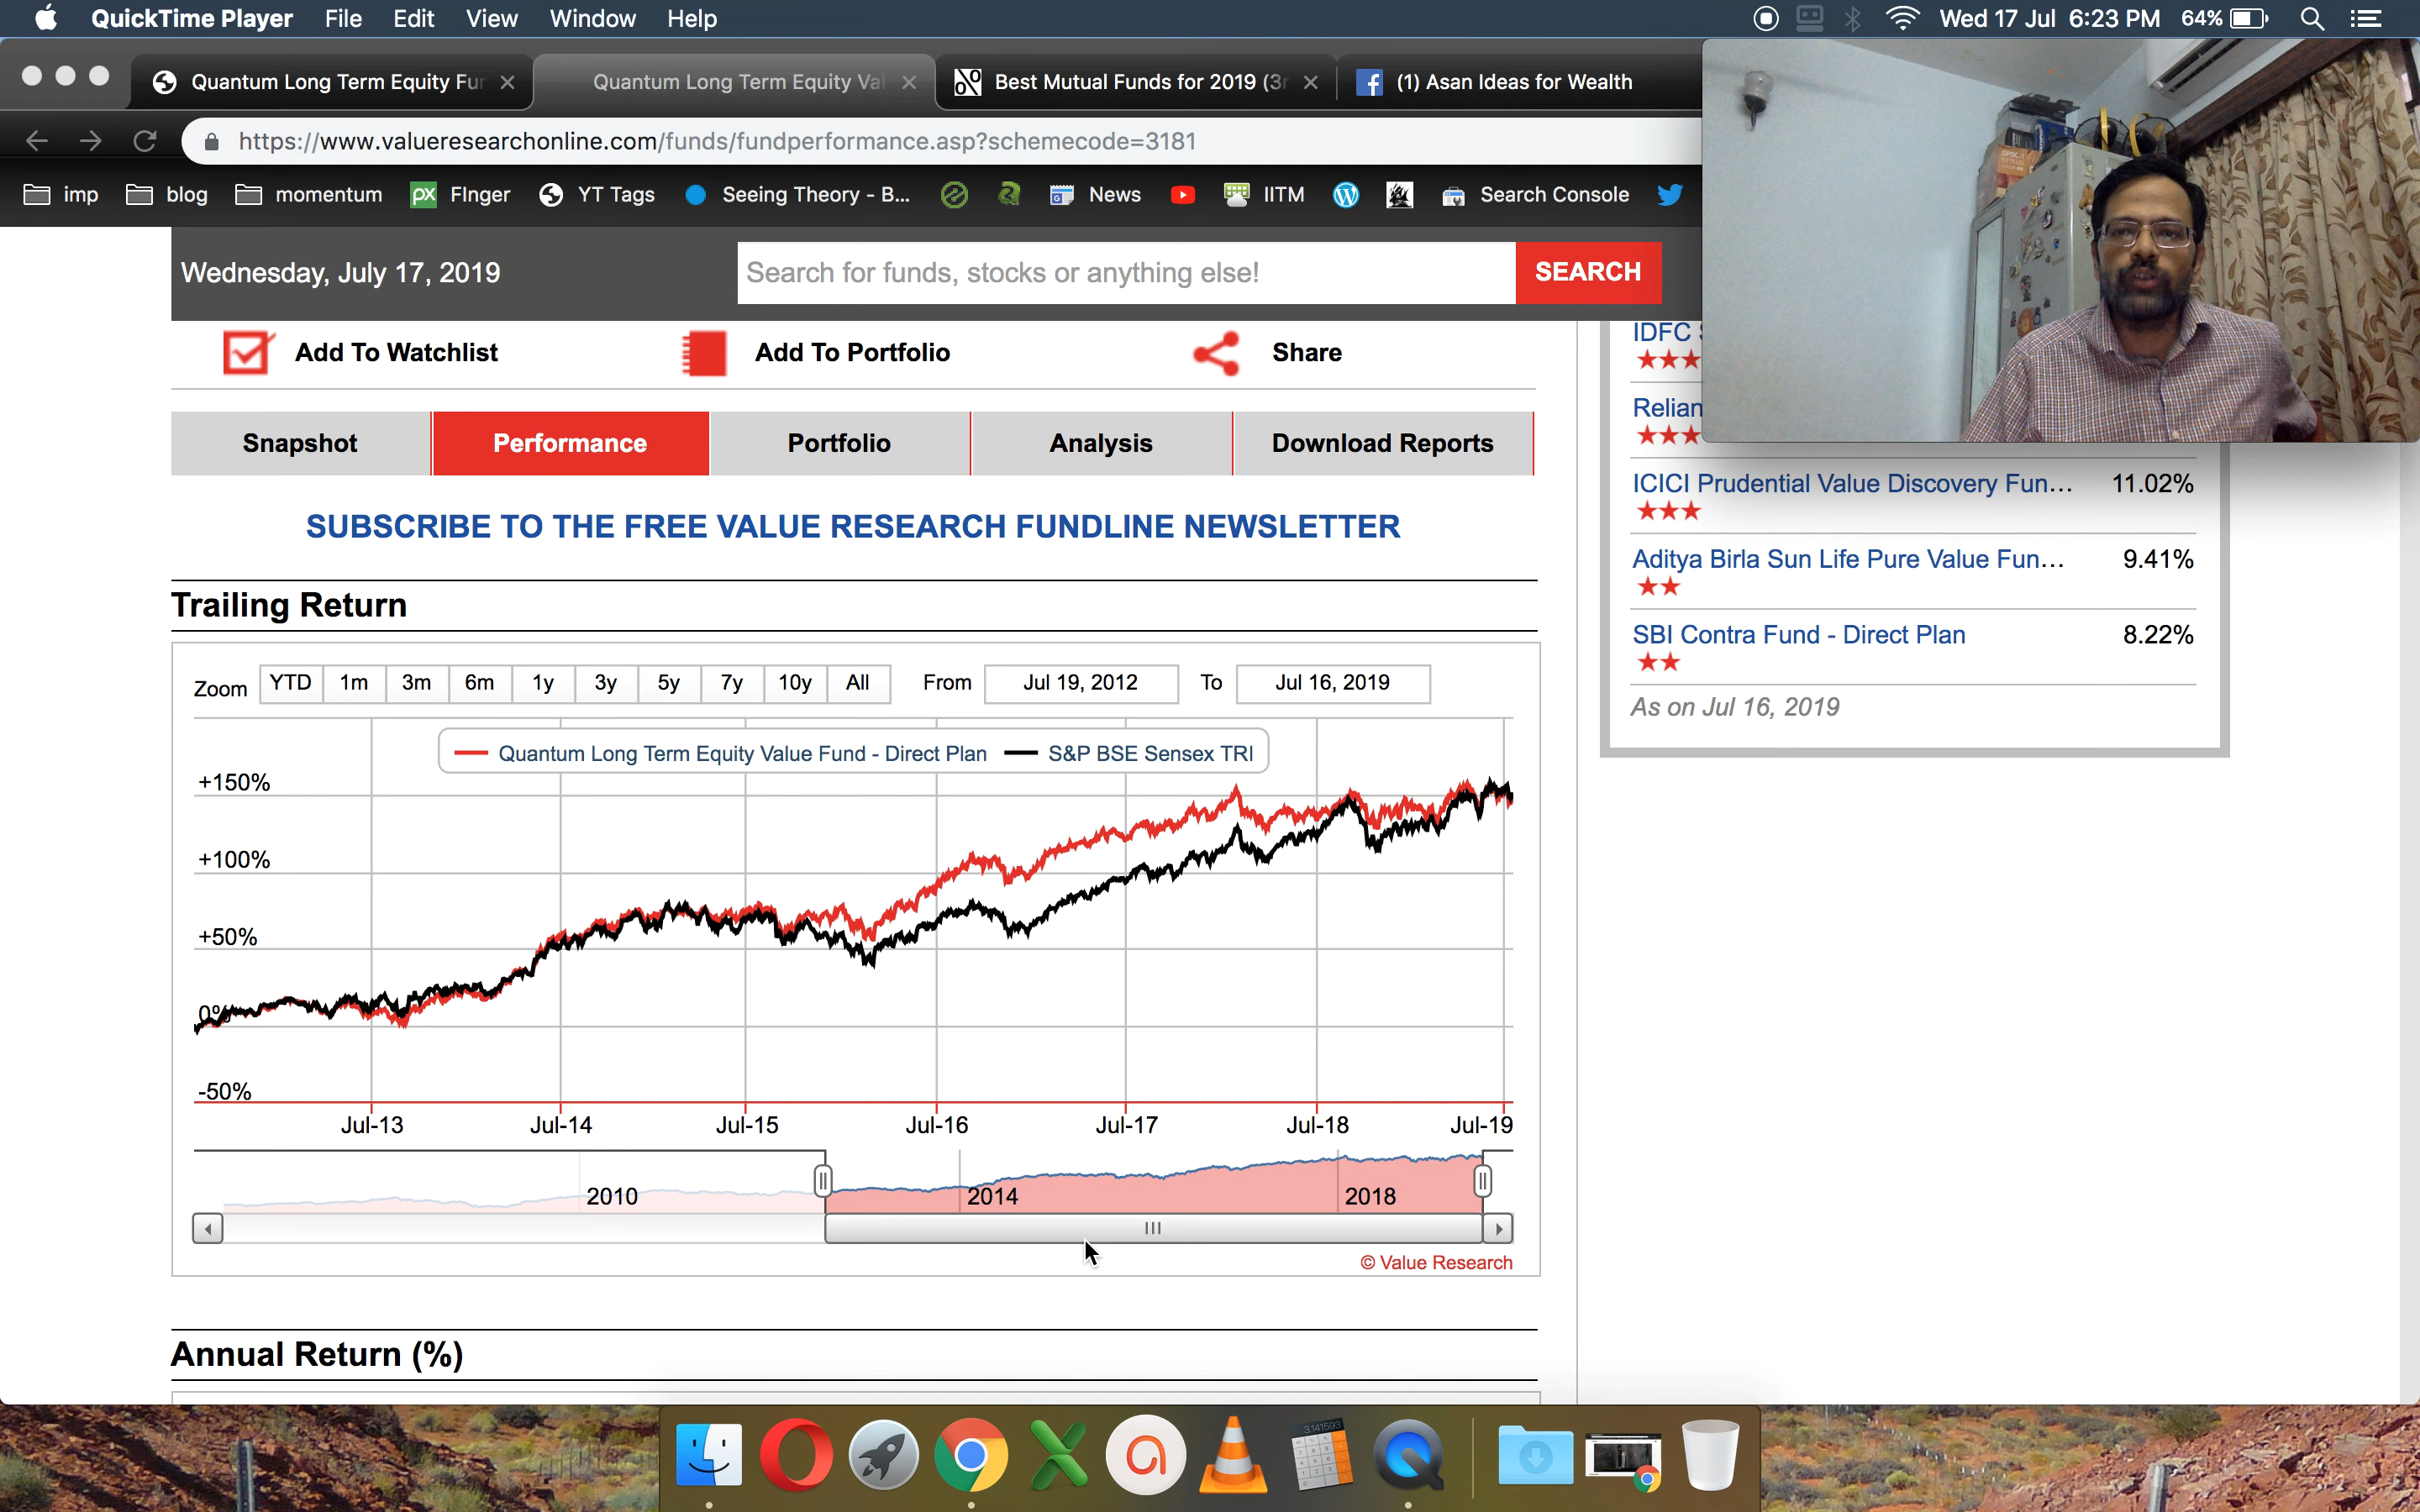 QuickTime Player File Edit View Window Help Wed 17 Jul 6:23 PM 64%
Quantum Long Term Equity Fur Quantum Long Term Equity Val Best Mutual Funds for 2019 (3r (1) Asan Ideas for Wealth
https://www.valueresearchonline.com/funds/fundperformance.asp?schemecode=3181
imp blog momentum px FInger YT Tags Seeing Theory - B... News IITM Search Console
Wednesday, July 17, 2019 Search for funds, stocks or anything else! SEARCH
Add To Watchlist Add To Portfolio Share
IDFC
Relian
Snapshot Performance Portfolio Analysis Download Reports
ICICI Prudential Value Discovery Fun... 11.02%
SUBSCRIBE TO THE FREE VALUE RESEARCH FUNDLINE NEWSLETTER
Aditya Birla Sun Life Pure Value Fun... 9.41%
Trailing Return
SBI Contra Fund - Direct Plan 8.22%
As on Jul 16, 2019
Zoom YTD 1m 3m 6m 1y 3y 5y 7y 10y All From Jul 19, 2012 To Jul 16, 2019
Quantum Long Term Equity Value Fund - Direct Plan S&P BSE Sensex TRI
+150%
+100%
+50%
0%
-50%
Jul-13 Jul-14 Jul-15 Jul-16 Jul-17 Jul-18 Jul-19
2010 2014 2018
© Value Research
Annual Return (%)
3.141593